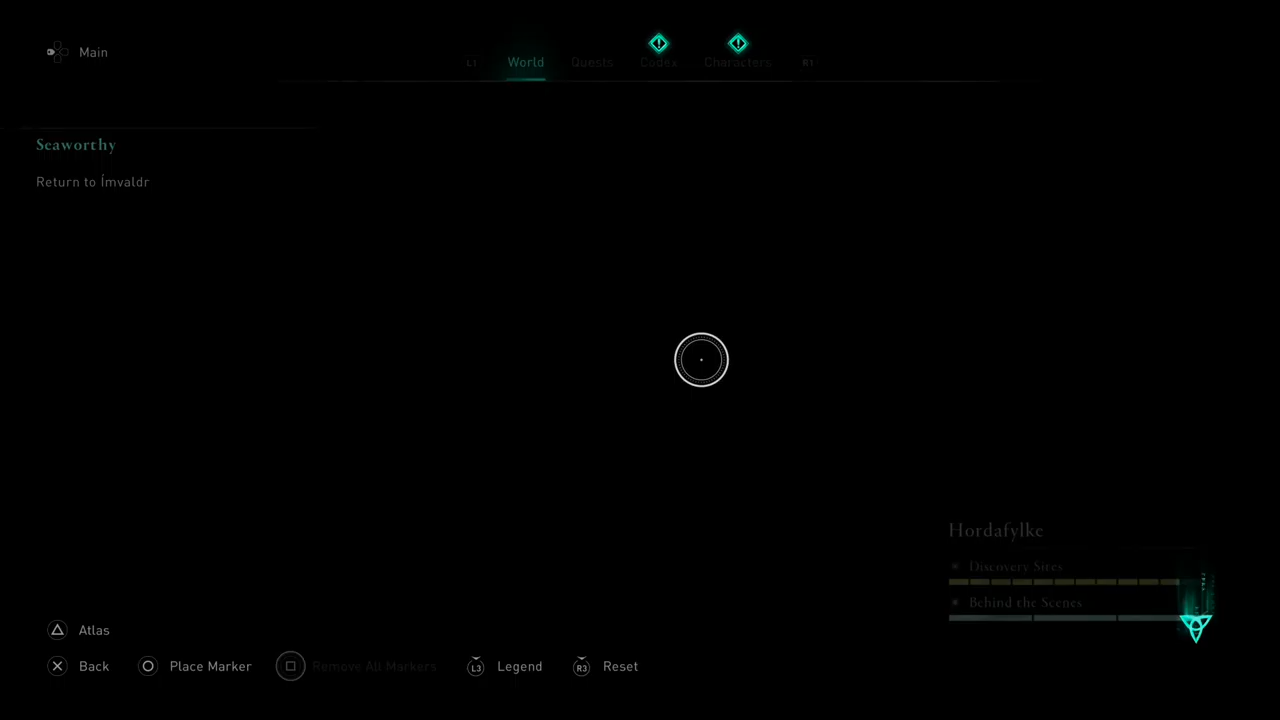 Main
L1 World Quests Codex Characters R1
Seaworthy
Return to Ímvaldr
Hordafylke
Discovery Sites
Behind the Scenes
Atlas
Back Place Marker Remove All Markers L3 Legend R3 Reset